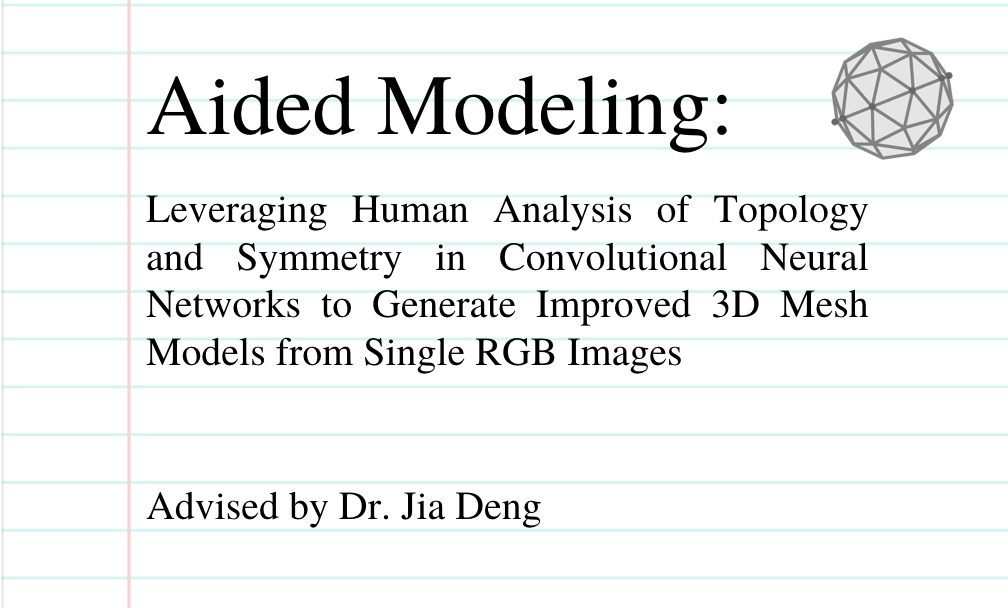 Aided Modeling:
Leveraging Human Analysis of Topology
and Symmetry in Convolutional Neural
Networks to Generate Improved 3D Mesh
Models from Single RGB Images
Advised by Dr. Jia Deng